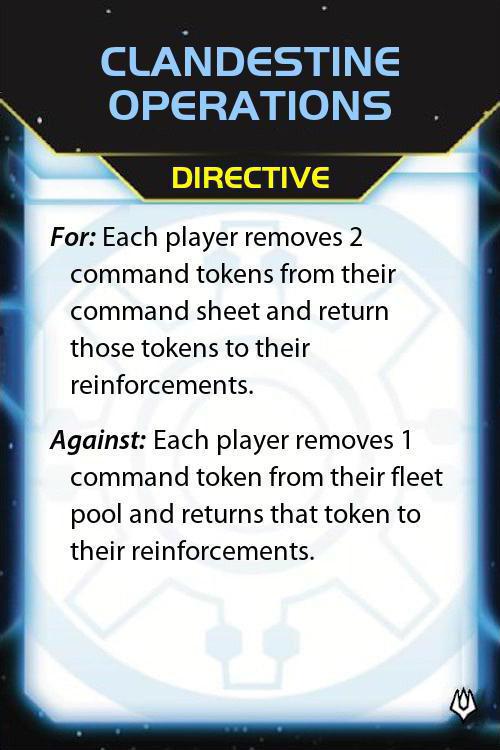 CLANDESTINE
OPERATIONS
DIRECTIVE
For: Each player removes 2
command tokens from their
command sheet and return
those tokens to their
reinforcements.
Against: Each player removes 1
command token from their fleet
pool and returns that token to
their reinforcements.